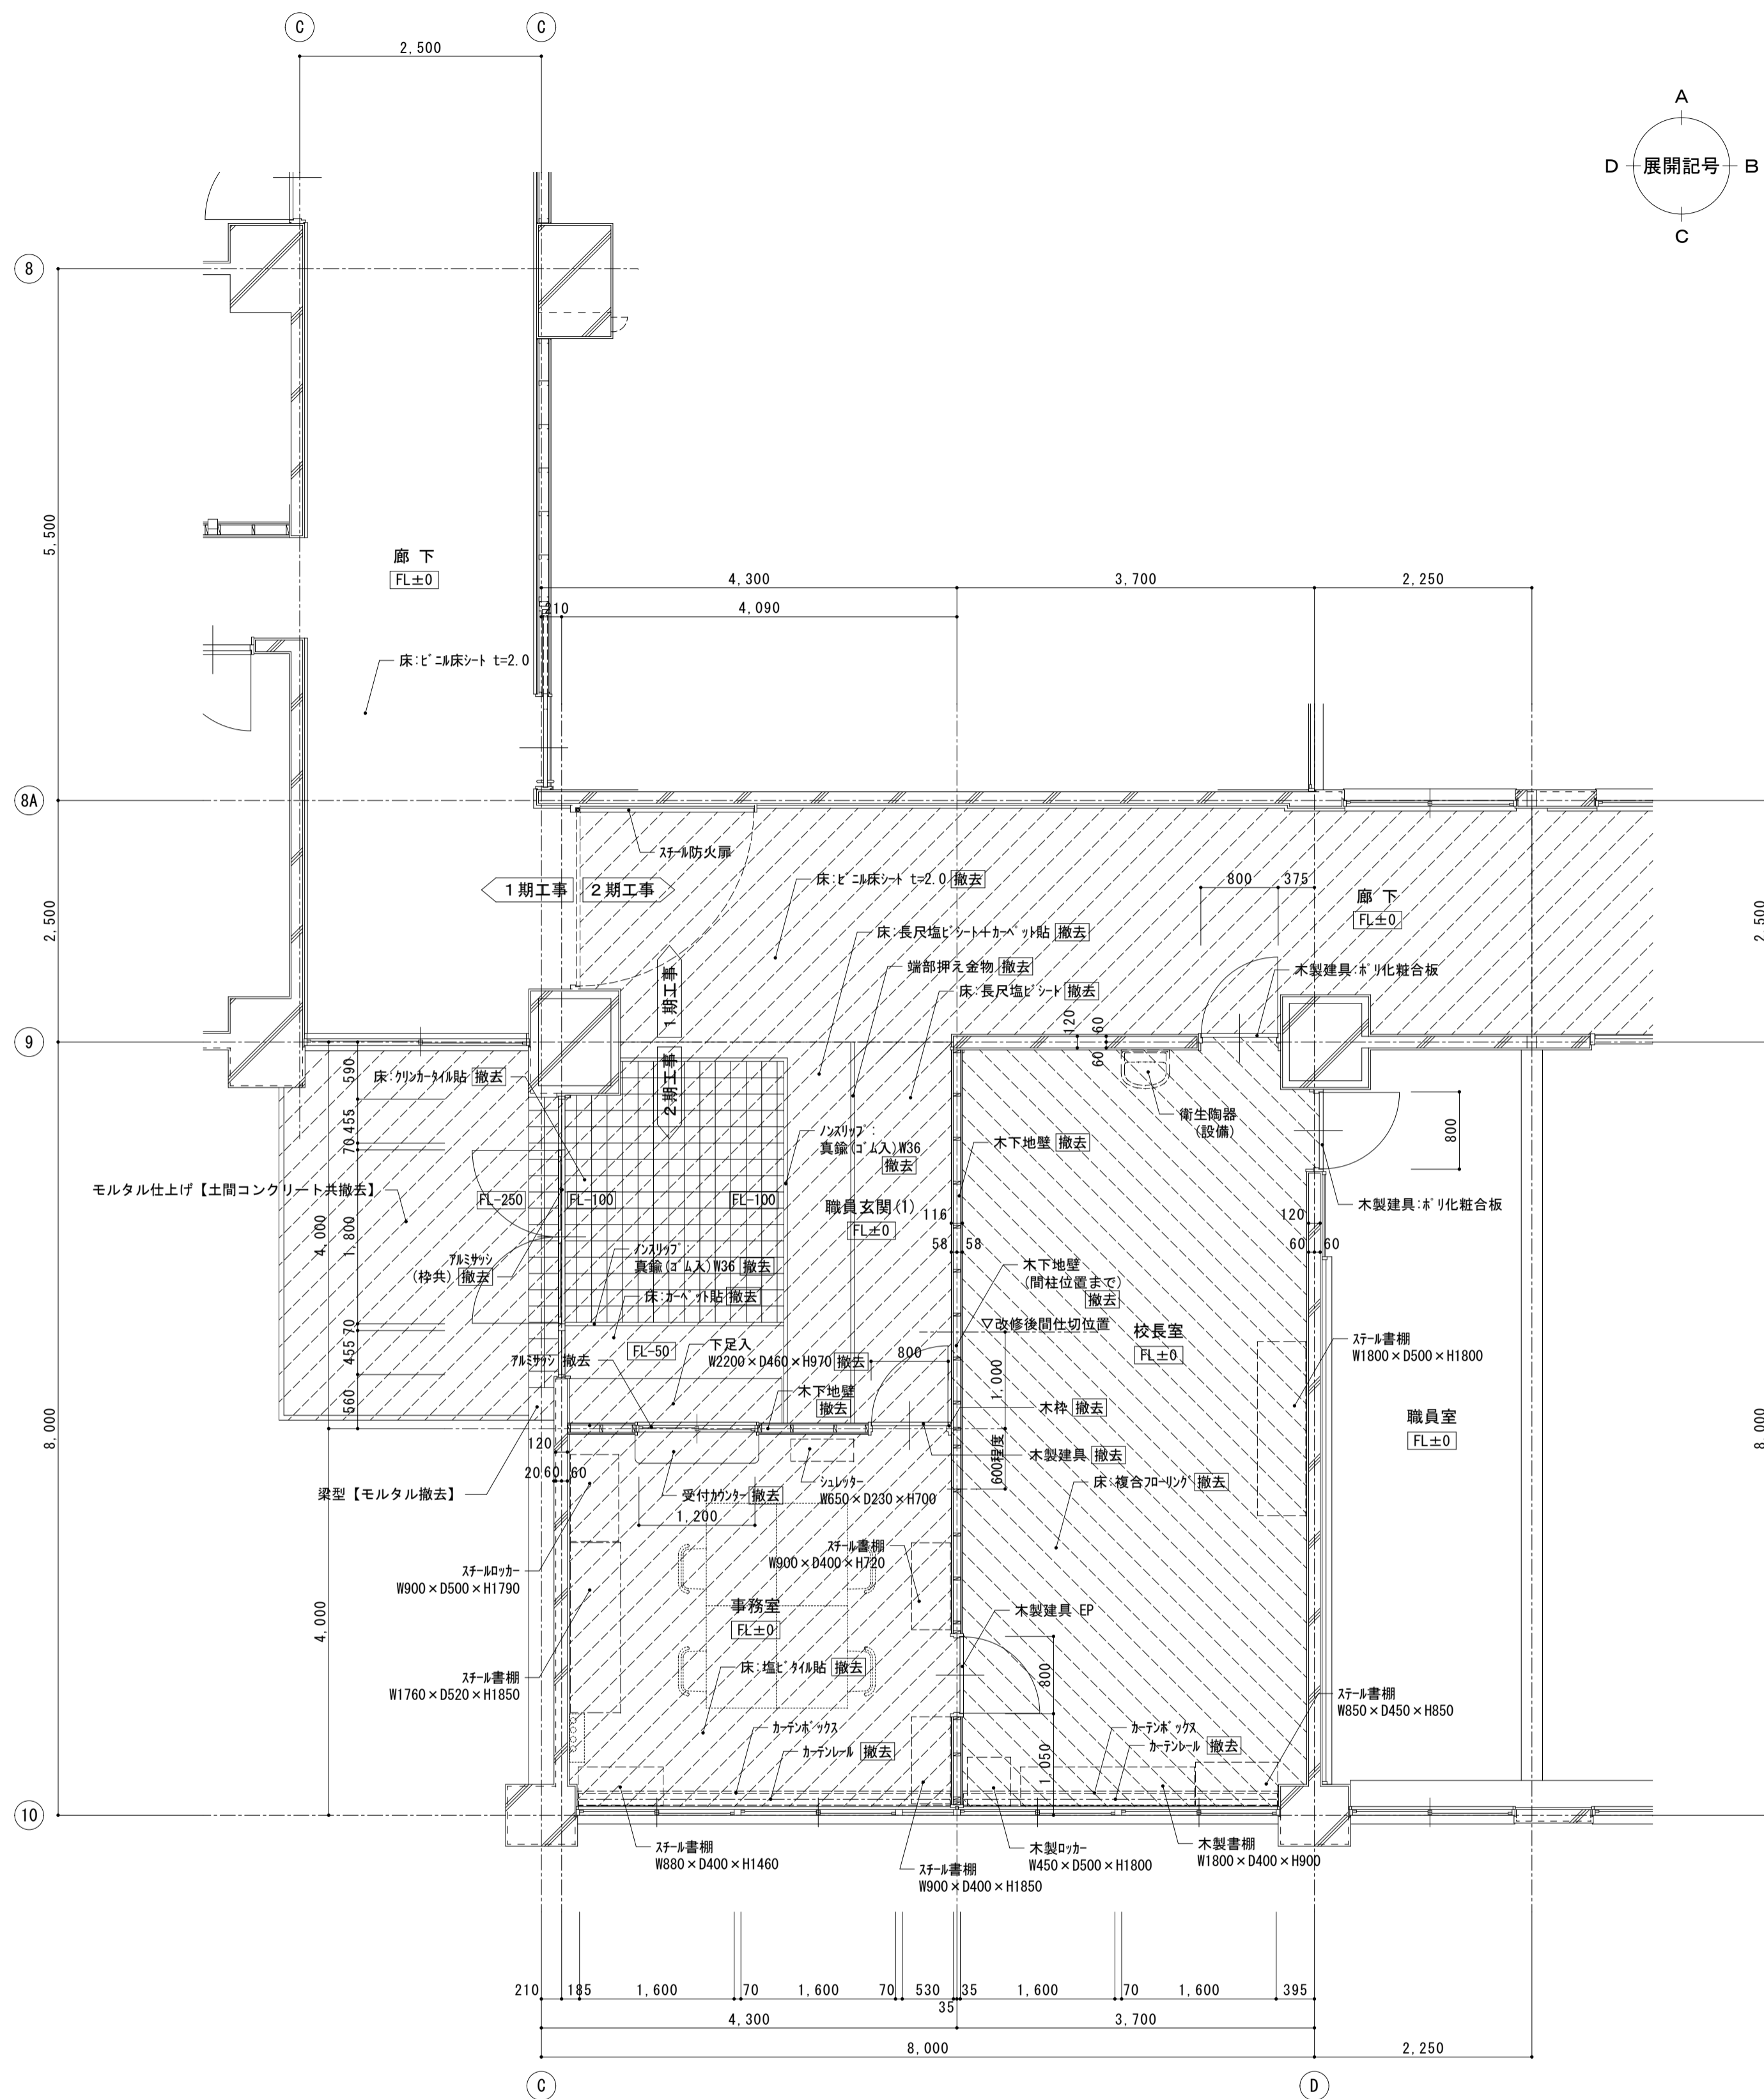 C
C
2,500
A
D
展開記号
B
C
8
5,500
廊 下
FL±0
4,300
3,700
2,250
210
4,090
床:ﾋﾞﾆﾙ床ｼｰﾄ t=2.0
8A
ｽﾁｰﾙ防火扉
1期工事
2期工事
床:ﾋﾞﾆﾙ床ｼｰﾄ t=2.0 撤去
800
375
廊 下
FL±0
2,500
2,500
床:長尺塩ﾋﾞｼｰﾄ+ｶｰﾍﾟｯﾄ貼 撤去
端部押え金物 撤去
木製建具:ﾎﾟﾘ化粧合板
1期工事
床:長尺塩ﾋﾞｼｰﾄ 撤去
9
120
60
60
590
床:ｸﾘﾝｶｰﾀｲﾙ貼 撤去
2期工事
衛生陶器
(設備)
455
70
ﾉﾝｽﾘｯﾌﾟ:
真鍮(ｺﾞﾑ入)W36
撤去
木下地壁 撤去
800
モルタル仕上げ【土間コンクリート共撤去】
FL-250
FL-100
FL-100
職員玄関(1)
FL±0
木製建具:ﾎﾟﾘ化粧合板
4,000
1,800
116
58
58
120
60
60
ｱﾙﾐｻｯｼ
(枠共) 撤去
ﾉﾝｽﾘｯﾌﾟ:
真鍮(ｺﾞﾑ入)W36 撤去
木下地壁
(間柱位置まで)
撤去
床:ｶｰﾍﾟｯﾄ貼 撤去
▽改修後間仕切位置
校長室
FL±0
70
455
560
FL-50
下足入
W2200×D460×H970 撤去
ｱﾙﾐｻｯｼ 撤去
800
1,000
ｽﾁｰﾙ書棚
W1800×D500×H1800
木下地壁
撤去
木枠 撤去
職員室
FL±0
8,000
8,000
120
20
60
60
木製建具 撤去
600程度
梁型【モルタル撤去】
受付ｶｳﾝﾀｰ 撤去
1,200
ｼｭﾚｯﾀｰ
W650×D230×H700
床:複合ﾌﾛｰﾘﾝｸﾞ 撤去
ｽﾁｰﾙﾛｯｶｰ
W900×D500×H1790
ｽﾁｰﾙ書棚
W900×D400×H720
4,000
事務室
FL±0
木製建具 EP
800
ｽﾁｰﾙ書棚
W1760×D520×H1850
床:塩ﾋﾞﾀｲﾙ貼 撤去
ｽﾁｰﾙ書棚
W850×D450×H850
ｶｰﾃﾝﾎﾞｯｸｽ
ｶｰﾃﾝﾚｰﾙ 撤去
ｶｰﾃﾝﾎﾞｯｸｽ
ｶｰﾃﾝﾚｰﾙ 撤去
1,050
10
ｽﾁｰﾙ書棚
W880×D400×H1460
ｽﾁｰﾙ書棚
W900×D400×H1850
木製ﾛｯｶｰ
W450×D500×H1800
木製書棚
W1800×D400×H900
210
185
1,600
70
1,600
70
530
35
35
1,600
70
1,600
395
4,300
3,700
8,000
2,250
C
D